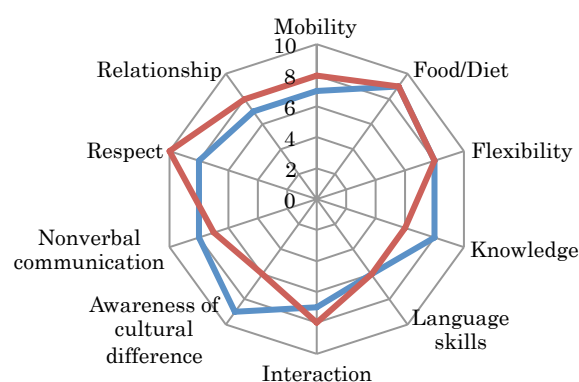 Mobility
10
8
6
4
2
0
Food/Diet
Flexibility
Knowledge
Language
skills
Interaction
Awareness of
cultural
difference
Nonverbal
communication
Respect
Relationship